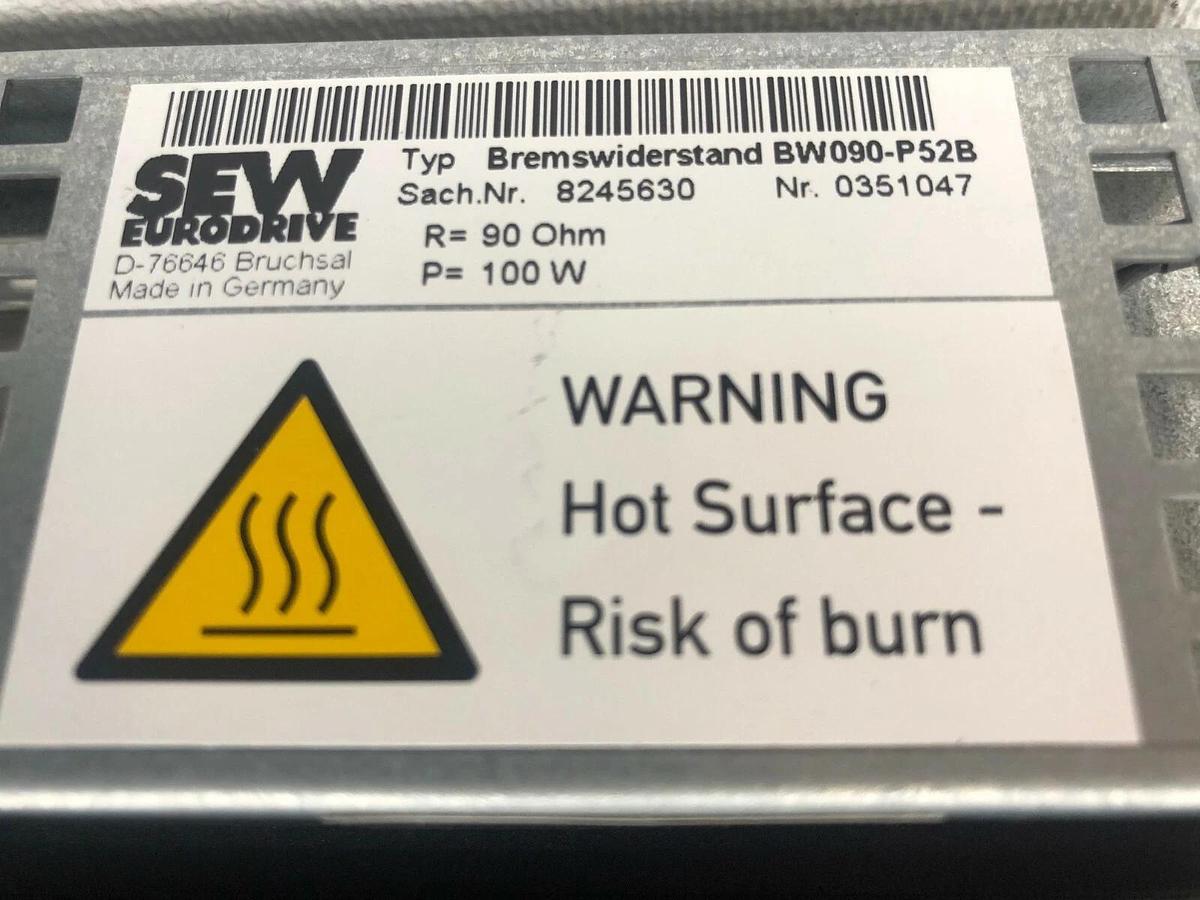 SEW
EURODRIVE
D-76646 Bruchsal
Made in Germany
Typ Bremswiderstand BW090-P52B
Sach.Nr. 8245630 Nr. 0351047
R= 90 Ohm
P= 100 W
WARNING
Hot Surface -
Risk of burn